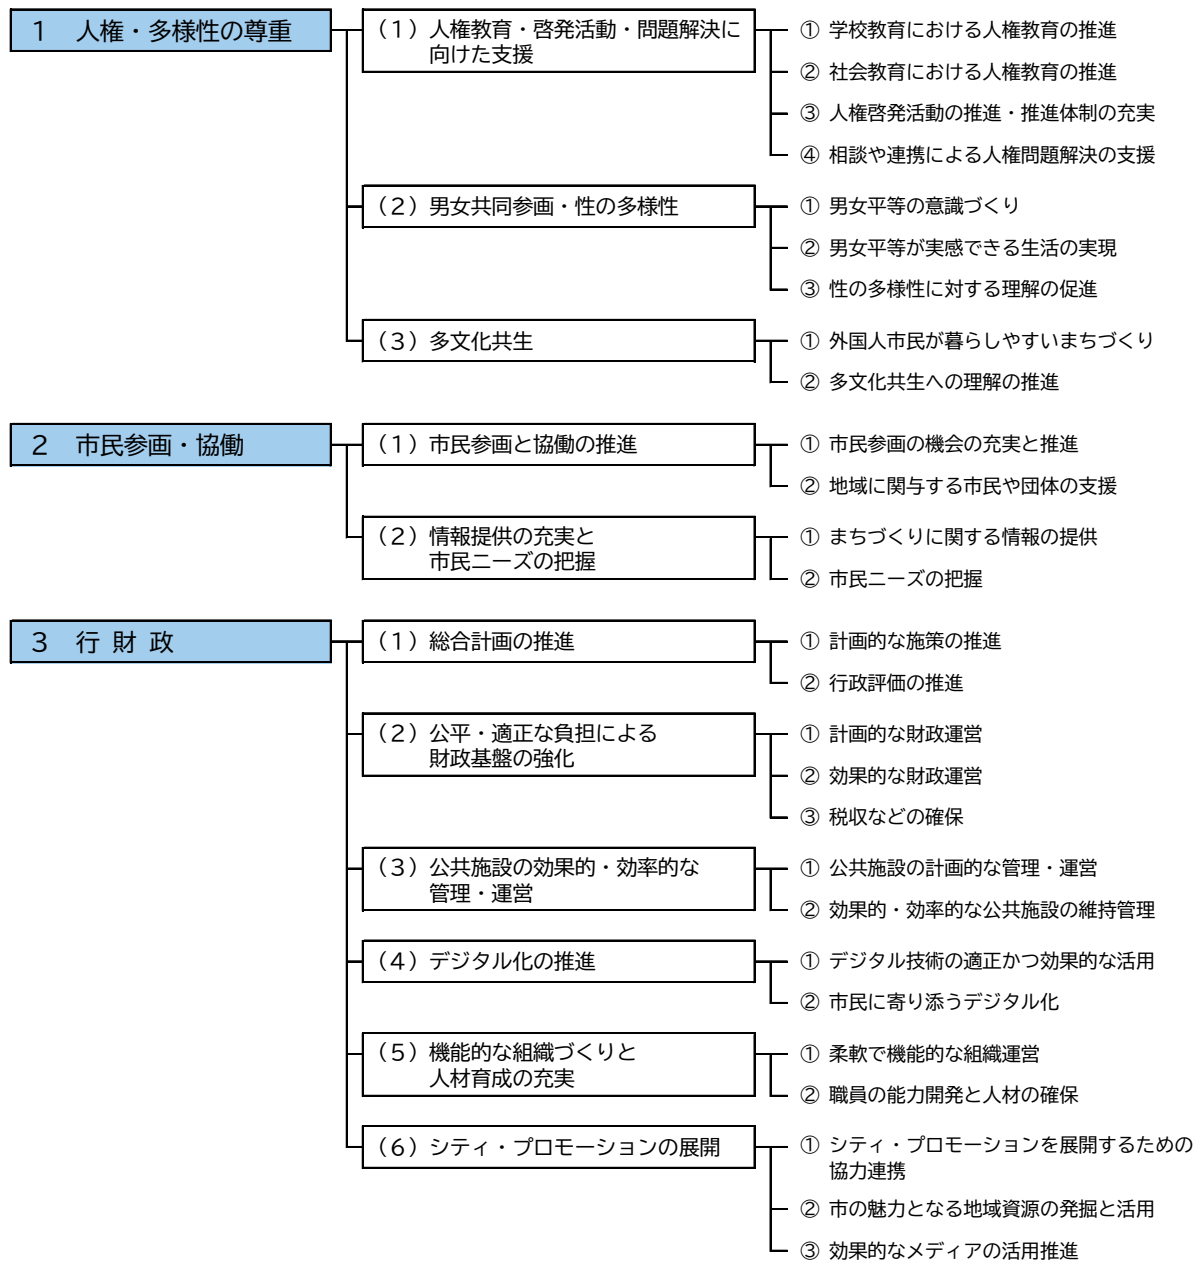 1 人権・多様性の尊重
(1) 人権教育・啓発活動・問題解決に
向けた支援
① 学校教育における人権教育の推進
② 社会教育における人権教育の推進
③ 人権啓発活動の推進・推進体制の充実
④ 相談や連携による人権問題解決の支援
(2) 男女共同参画・性の多様性
① 男女平等の意識づくり
② 男女平等が実感できる生活の実現
③ 性の多様性に対する理解の促進
(3) 多文化共生
① 外国人市民が暮らしやすいまちづくり
② 多文化共生への理解の推進
2 市民参画・協働
(1) 市民参画と協働の推進
① 市民参画の機会の充実と推進
② 地域に関与する市民や団体の支援
(2) 情報提供の充実と
市民ニーズの把握
① まちづくりに関する情報の提供
② 市民ニーズの把握
3 行 財 政
(1) 総合計画の推進
① 計画的な施策の推進
② 行政評価の推進
(2) 公平・適正な負担による
財政基盤の強化
① 計画的な財政運営
② 効果的な財政運営
③ 税収などの確保
(3) 公共施設の効果的・効率的な
管理・運営
① 公共施設の計画的な管理・運営
② 効果的・効率的な公共施設の維持管理
(4) デジタル化の推進
① デジタル技術の適正かつ効果的な活用
② 市民に寄り添うデジタル化
(5) 機能的な組織づくりと
人材育成の充実
① 柔軟で機能的な組織運営
② 職員の能力開発と人材の確保
(6) シティ・プロモーションの展開
① シティ・プロモーションを展開するための
協力連携
② 市の魅力となる地域資源の発掘と活用
③ 効果的なメディアの活用推進